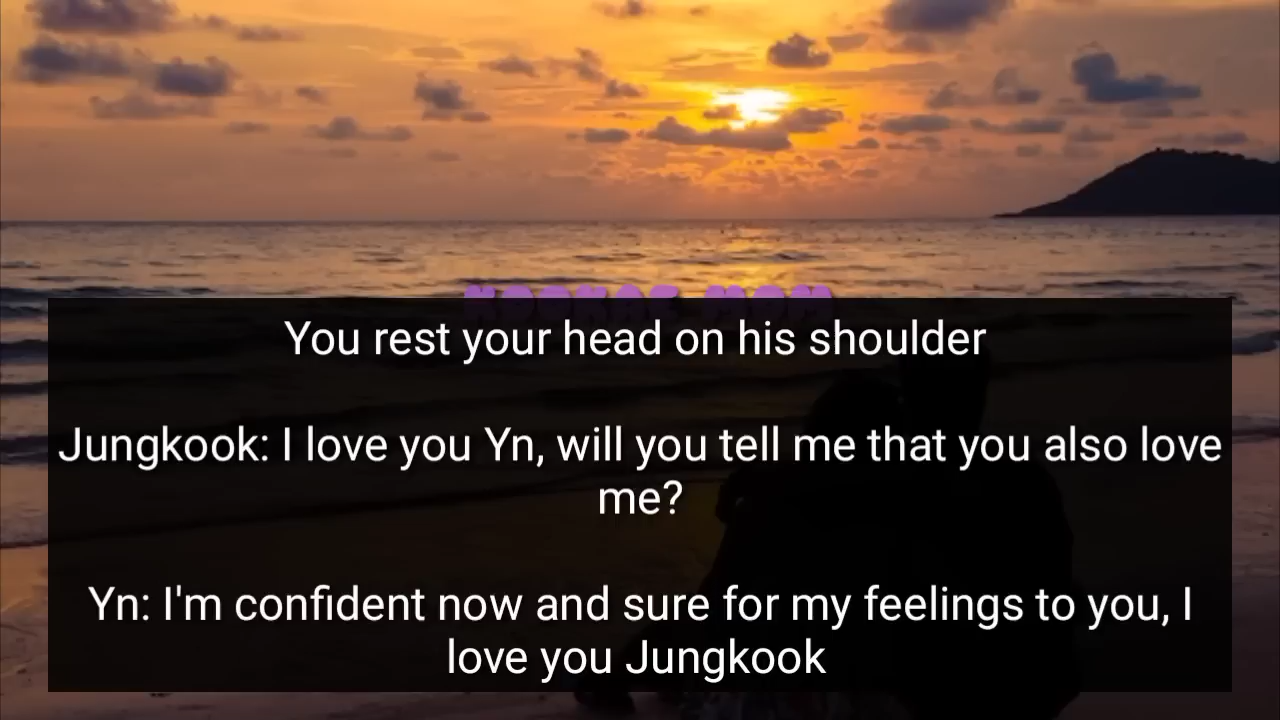 You rest your head on his shoulder
Jungkook: I love you Yn, will you tell me that you also love
me?
Yn: I'm confident now and sure for my feelings to you, I
love you Jungkook